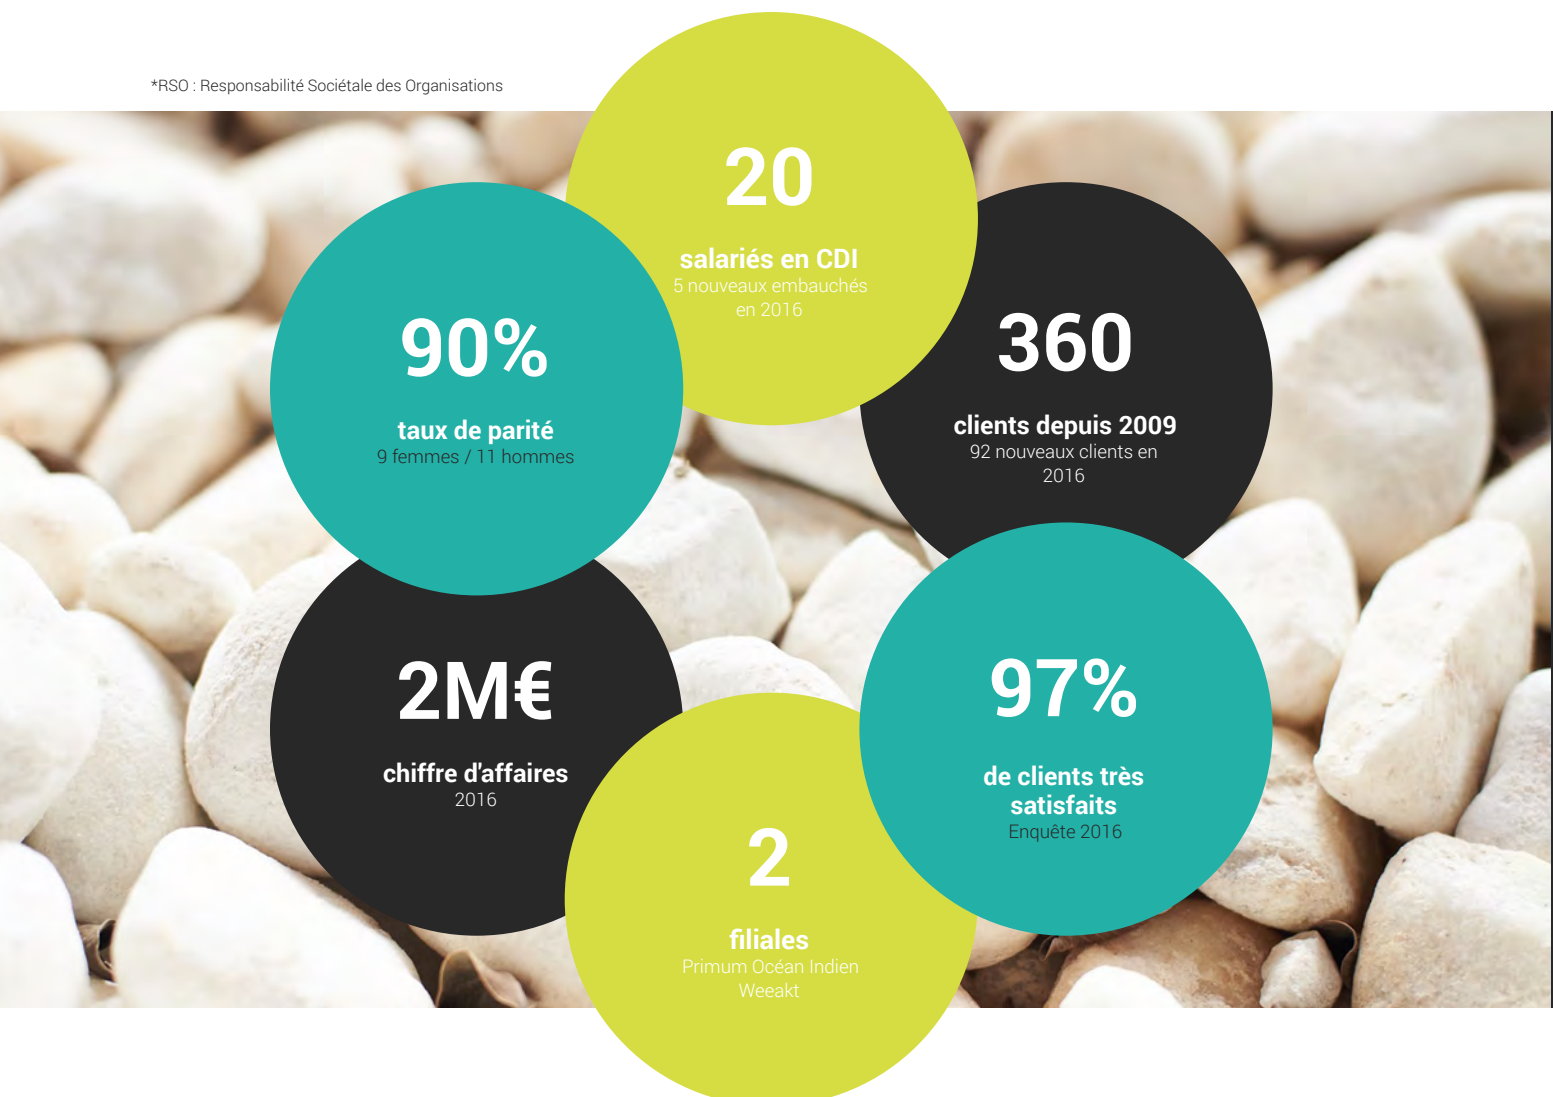 *RSO : Responsabilité Sociétale des Organisations
20
salariés en CDI
5 nouveaux embauchés
en 2016
90%
taux de parité
9 femmes / 11 hommes
360
clients depuis 2009
92 nouveaux clients en
2016
2M€
chiffre d'affaires
2016
97%
de clients très
satisfaits
Enquête 2016
2
filiales
Primum Océan Indien
Weeakt